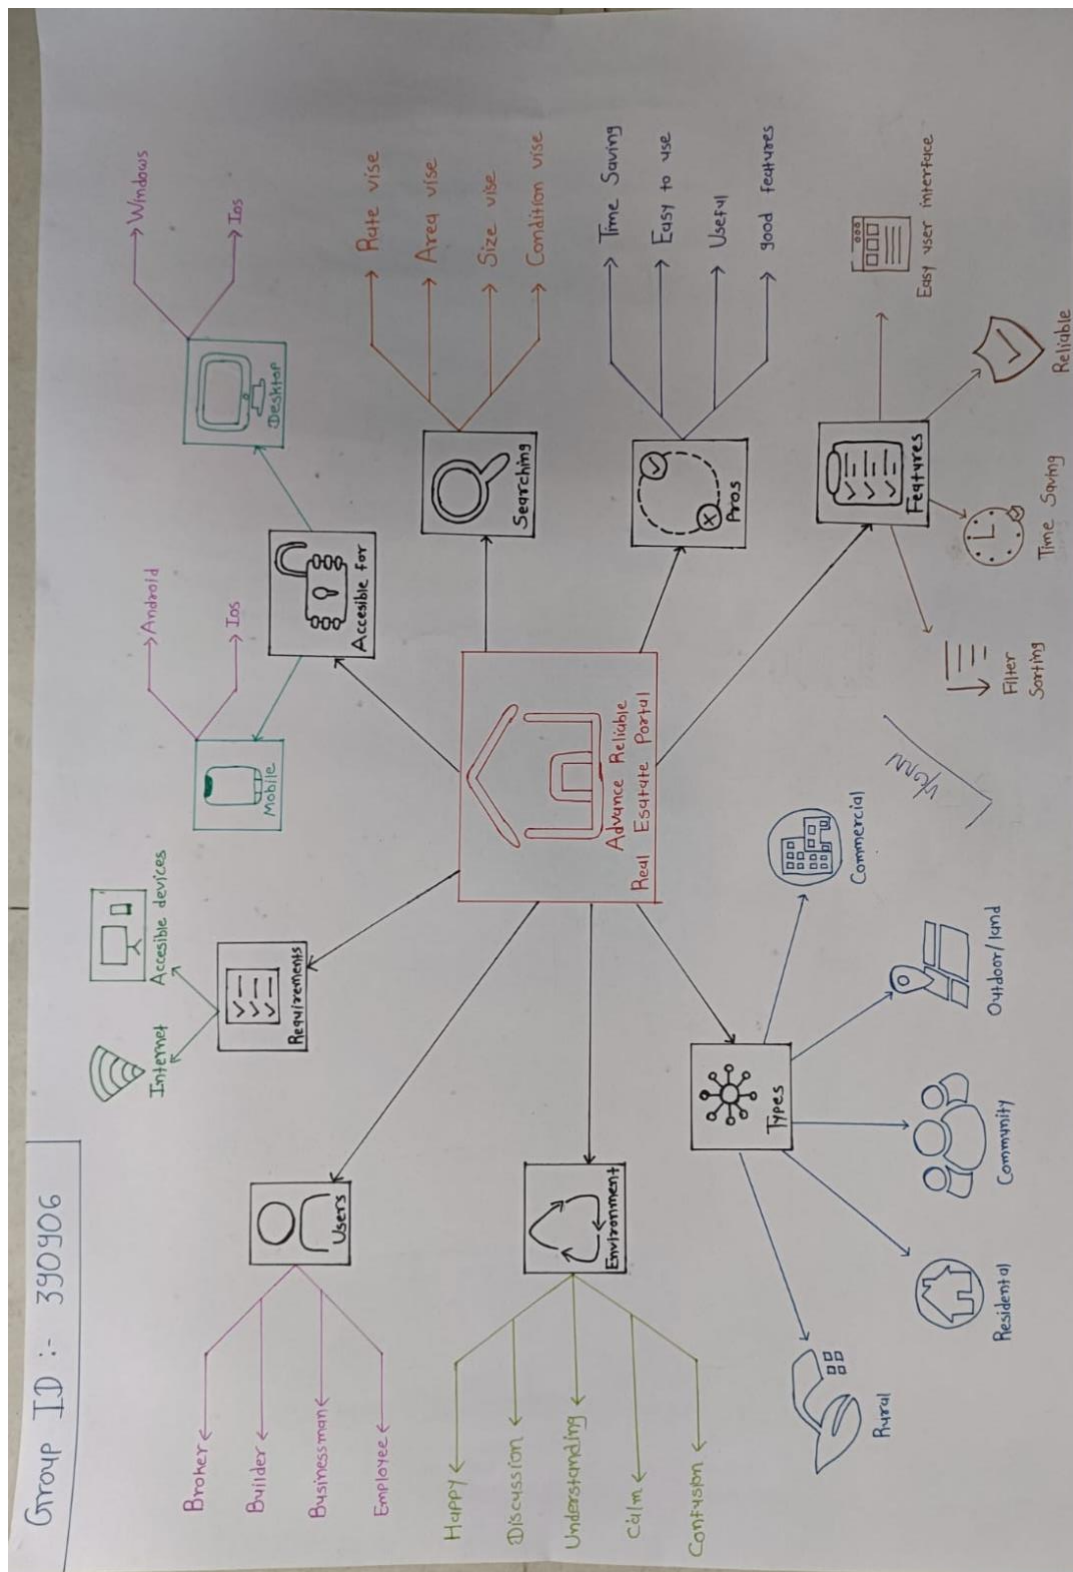 Group ID :- 390906
Internet
Accesible devices
Requirements
Mobile
Android
Ios
Accesible for
Desktop
Windows
Ios
Broker
Builder
Businessman
Employee
Users
Searching
Rate vise
Area vise
Size vise
Condition vise
Happy
Discussion
Understanding
Calm
Confusion
Environment
Advance Reliable
Real Esatate Portal
Pros
Time Saving
Easy to use
Useful
good features
Types
Rural
Residental
Community
Outdoor/land
Commercial
Features
Filter
Sorting
Time Saving
Reliable
Easy user interface